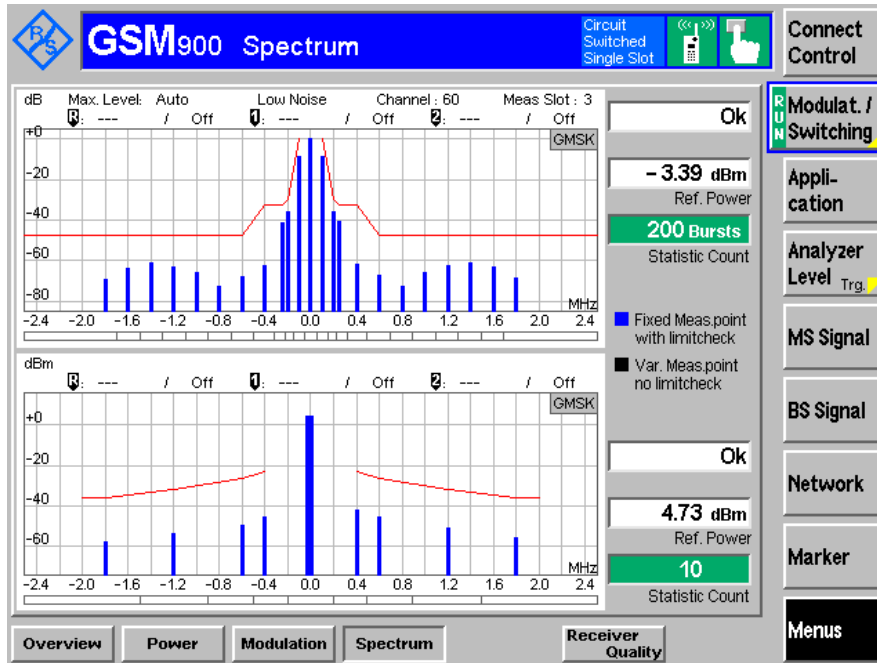 R&S
GSM900 Spectrum
Circuit
Switched
Single Slot
Connect
Control
dB Max. Level: Auto Low Noise Channel : 60 Meas Slot : 3
R: --- / Off 1: --- / Off 2: --- / Off
GMSK
+0
-20
-40
-60
-80
MHz
-2.4 -2.0 -1.6 -1.2 -0.8 -0.4 0.0 0.4 0.8 1.2 1.6 2.0 2.4
Ok
- 3.39 dBm
Ref. Power
200 Bursts
Statistic Count
Fixed Meas.point
with limitcheck
Var. Meas.point
no limitcheck
dBm
R: --- / Off 1: --- / Off 2: --- / Off
GMSK
+0
-20
-40
-60
MHz
-2.4 -2.0 -1.6 -1.2 -0.8 -0.4 0.0 0.4 0.8 1.2 1.6 2.0 2.4
Ok
4.73 dBm
Ref. Power
10
Statistic Count
RUN
Modulat. /
Switching
Appli-
cation
Analyzer
Level Trg.
MS Signal
BS Signal
Network
Marker
Menus
Overview Power Modulation Spectrum Receiver
Quality